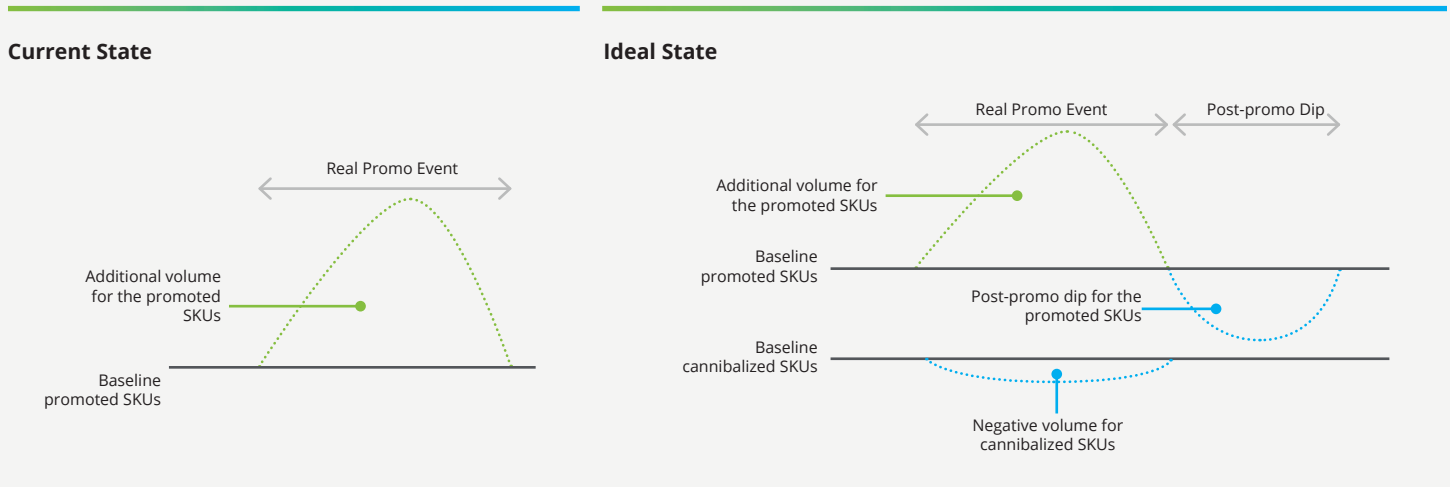 Current State
Real Promo Event
Additional volume
for the promoted
SKUs
Baseline
promoted SKUs
Ideal State
Real Promo Event
Post-promo Dip
Additional volume for
the promoted SKUs
Baseline
promoted SKUs
Post-promo dip for the
promoted SKUs
Baseline
cannibalized SKUs
Negative volume for
cannibalized SKUs